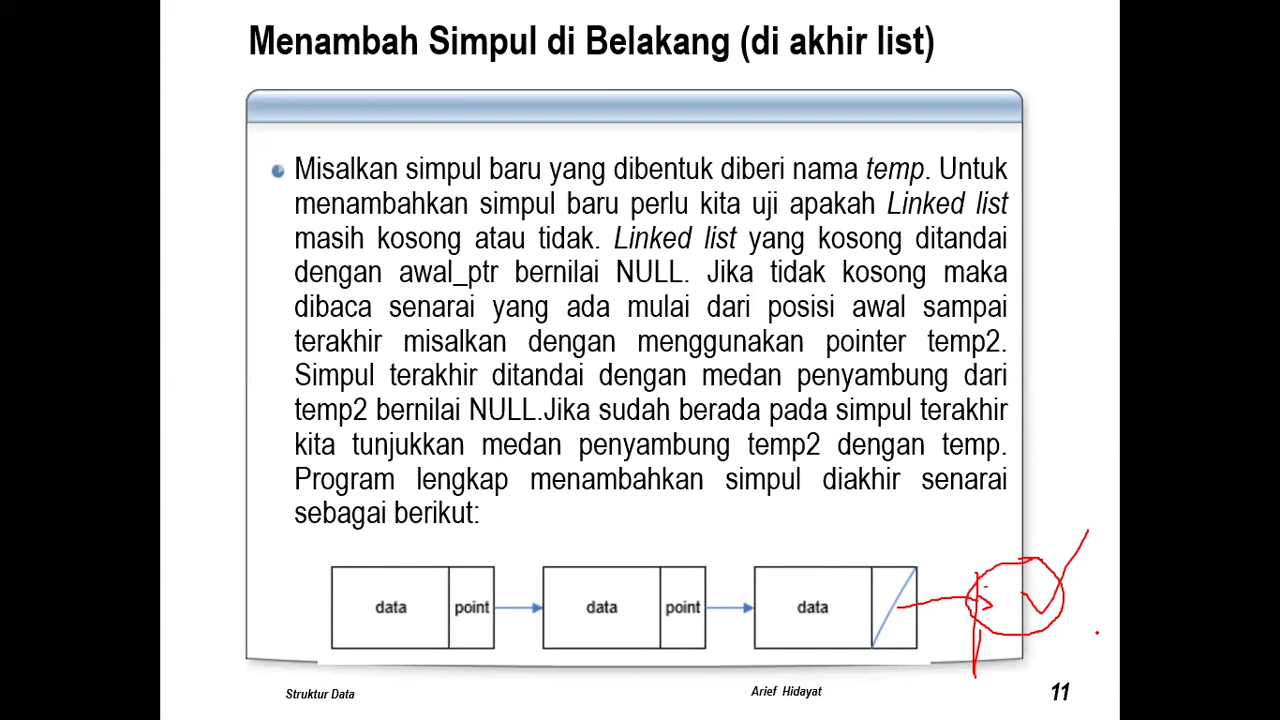 Menambah Simpul di Belakang (di akhir list)
Misalkan simpul baru yang dibentuk diberi nama temp. Untuk
menambahkan simpul baru perlu kita uji apakah Linked list
masih kosong atau tidak. Linked list yang kosong ditandai
dengan awal_ptr bernilai NULL. Jika tidak kosong maka
dibaca senarai yang ada mulai dari posisi awal sampai
terakhir misalkan dengan menggunakan pointer temp2.
Simpul terakhir ditandai dengan medan penyambung dari
temp2 bernilai NULL.Jika sudah berada pada simpul terakhir
kita tunjukkan medan penyambung temp2 dengan temp.
Program lengkap menambahkan simpul diakhir senarai
sebagai berikut:
data point data point data
Struktur Data Arief Hidayat 11